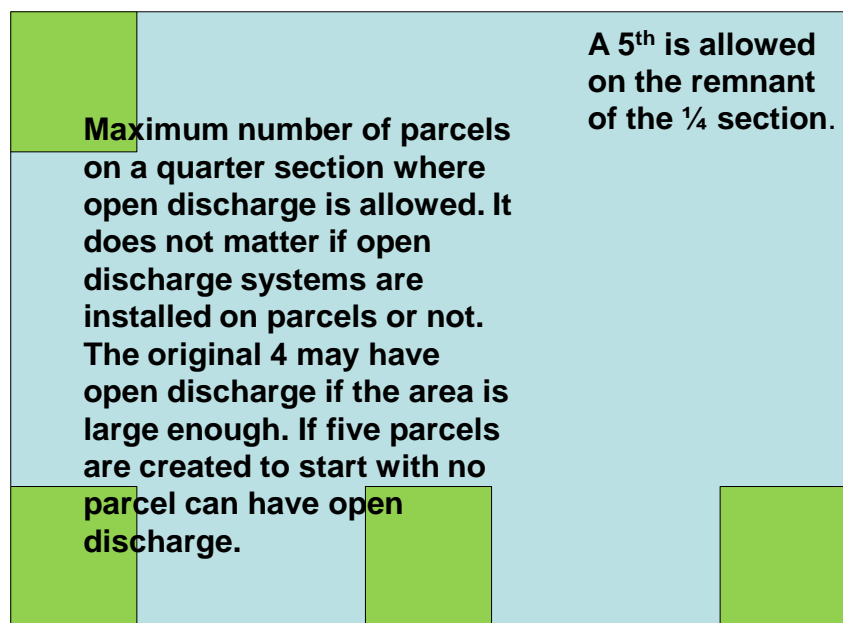 A 5th is allowed
on the remnant
of the ¼ section.
Maximum number of parcels
on a quarter section where
open discharge is allowed. It
does not matter if open
discharge systems are
installed on parcels or not.
The original 4 may have
open discharge if the area is
large enough. If five parcels
are created to start with no
parcel can have open
discharge.